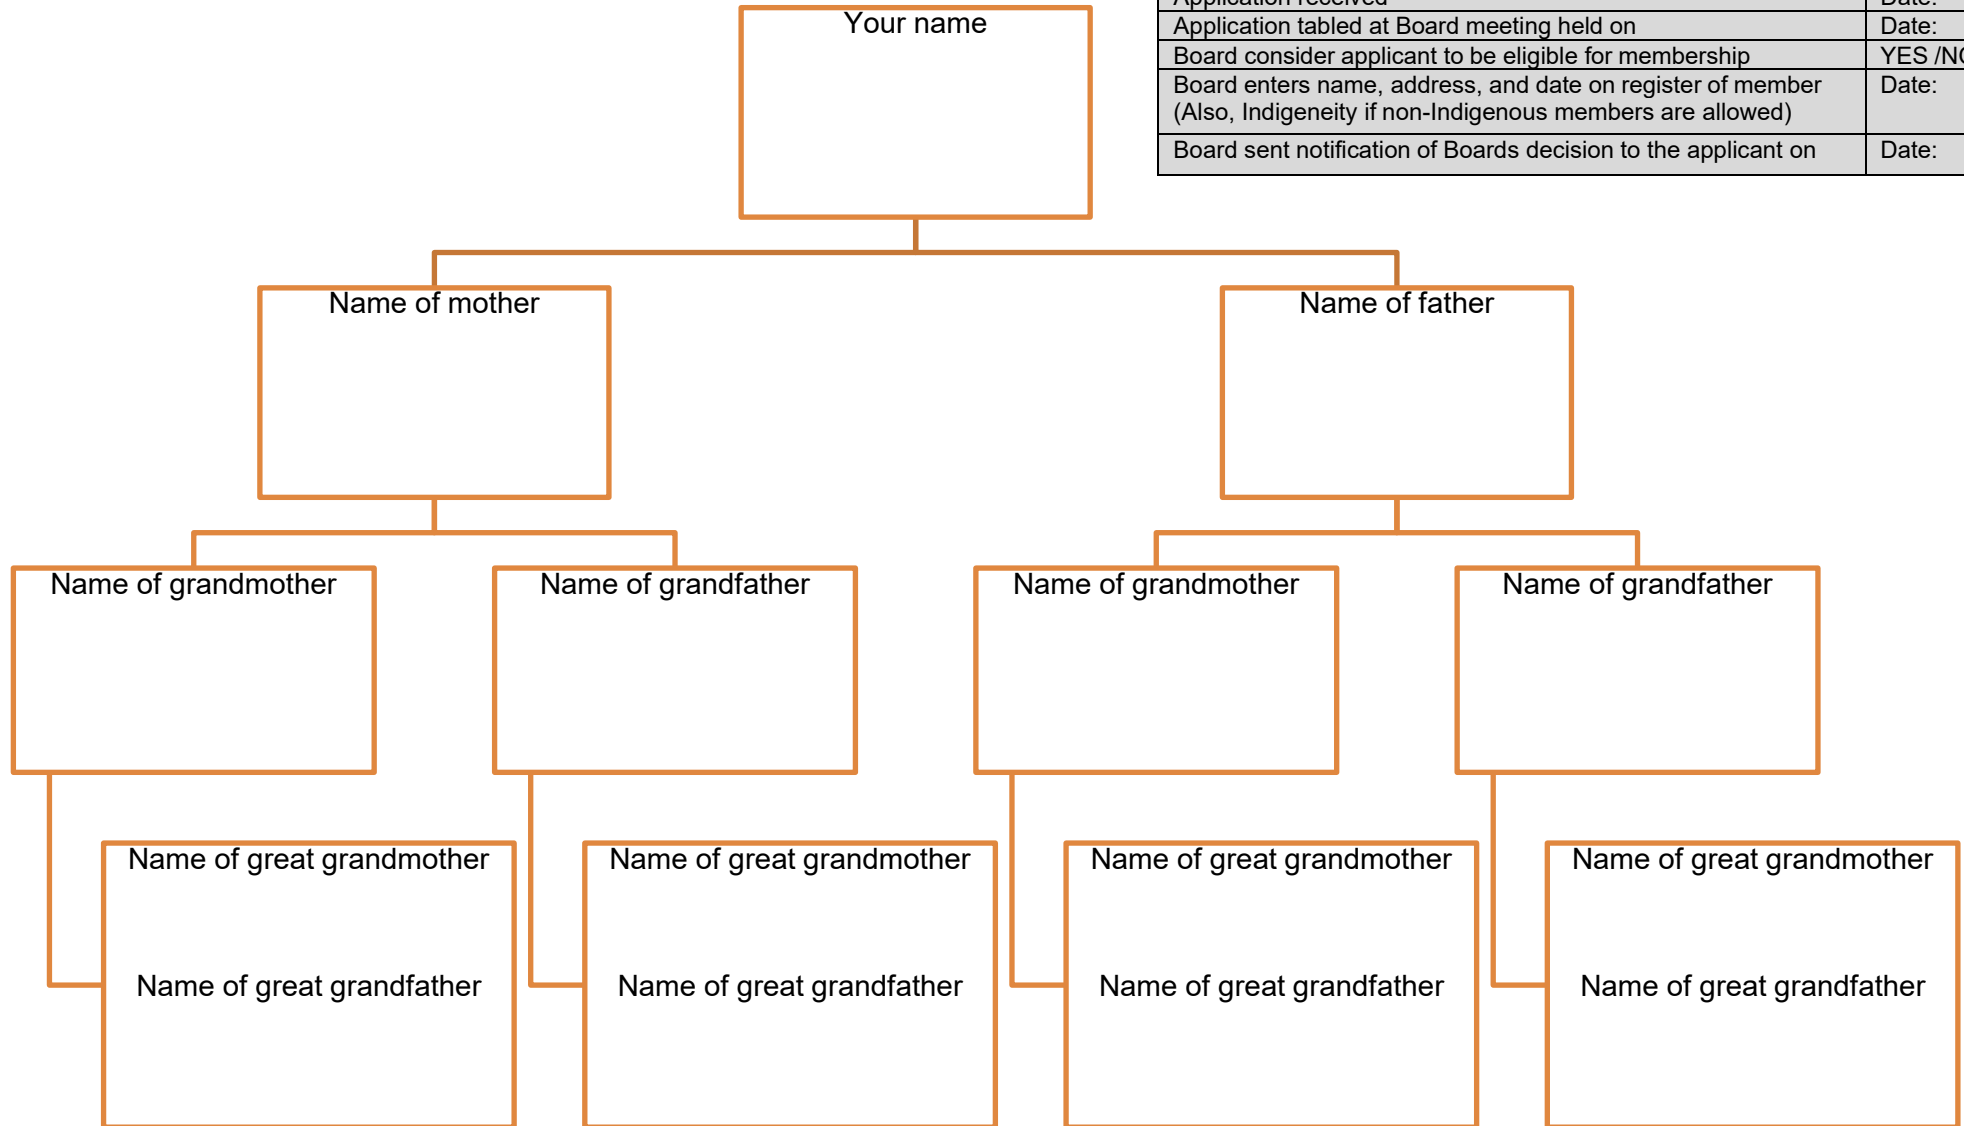 Your name
Application received Date:
Application tabled at Board meeting held on Date:
Board consider applicant to be eligible for membership YES /NO
Board enters name, address, and date on register of member Date:
(Also, Indigeneity if non-Indigenous members are allowed)
Board sent notification of Boards decision to the applicant on Date:
Name of mother
Name of father
Name of grandmother
Name of grandfather
Name of grandmother
Name of grandfather
Name of great grandmother
Name of great grandfather
Name of great grandmother
Name of great grandfather
Name of great grandmother
Name of great grandfather
Name of great grandmother
Name of great grandfather